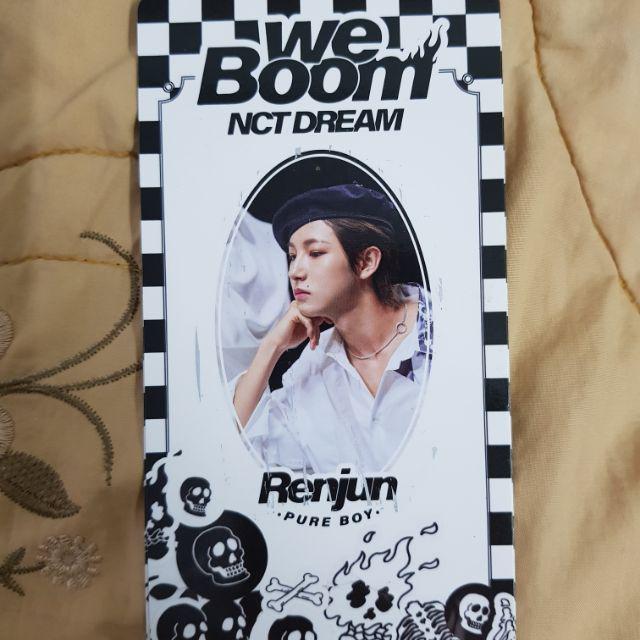 we
Boom
NCT DREAM
Renjun
·PURE BOY·